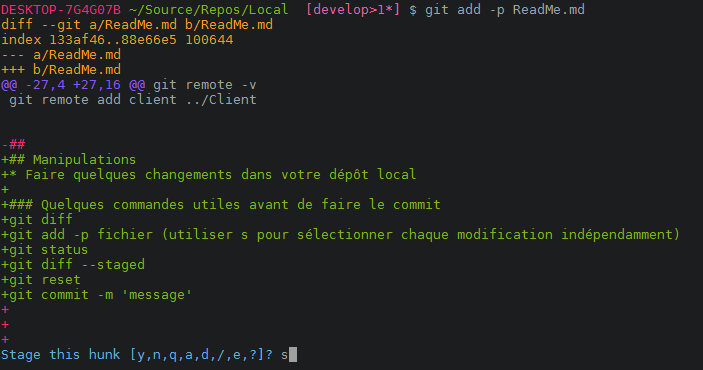 DESKTOP-7G4G07B ~/Source/Repos/Local  [develop>1*] $ git add -p ReadMe.md
diff --git a/ReadMe.md b/ReadMe.md
index 133af46..88e66e5 100644
--- a/ReadMe.md
+++ b/ReadMe.md
@@ -27,4 +27,16 @@ git remote -v
 git remote add client ../Client
-##
+## Manipulations
+* Faire quelques changements dans votre dépôt local
+
+### Quelques commandes utiles avant de faire le commit
+git diff
+git add -p fichier (utiliser s pour sélectionner chaque modification indépendamment)
+git status
+git diff --staged
+git reset
+git commit -m 'message'
+
+
+
Stage this hunk [y,n,q,a,d,/,e,?]? s